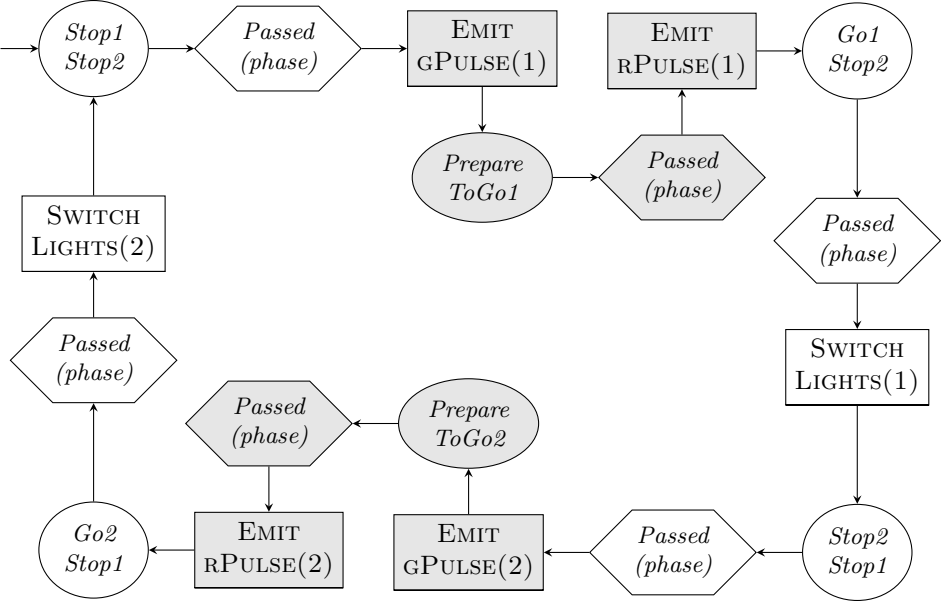 Stop1
Stop2
Passed
(phase)
EMIT
GPULSE(1)
EMIT
RPULSE(1)
Go1
Stop2
Prepare
ToGo1
Passed
(phase)
Passed
(phase)
SWITCH
LIGHTS(1)
Stop2
Stop1
Passed
(phase)
EMIT
GPULSE(2)
Prepare
ToGo2
Passed
(phase)
EMIT
RPULSE(2)
Go2
Stop1
Passed
(phase)
SWITCH
LIGHTS(2)